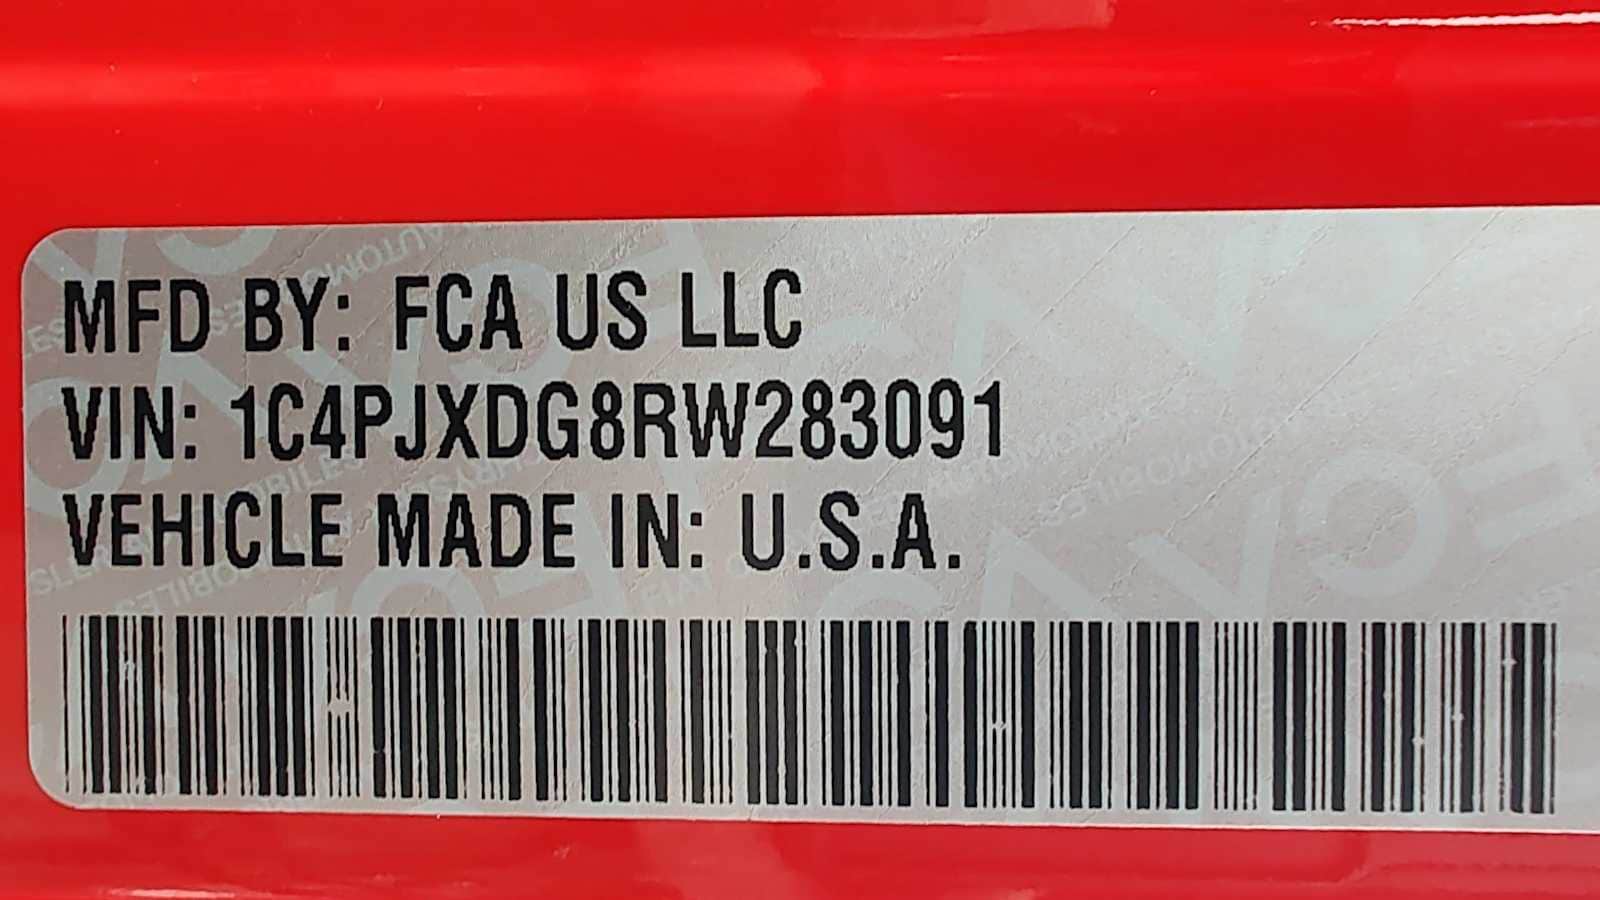 MFD BY: FCA US LLC
VIN: 1C4PJXDG8RW283091
VEHICLE MADE IN: U.S.A.